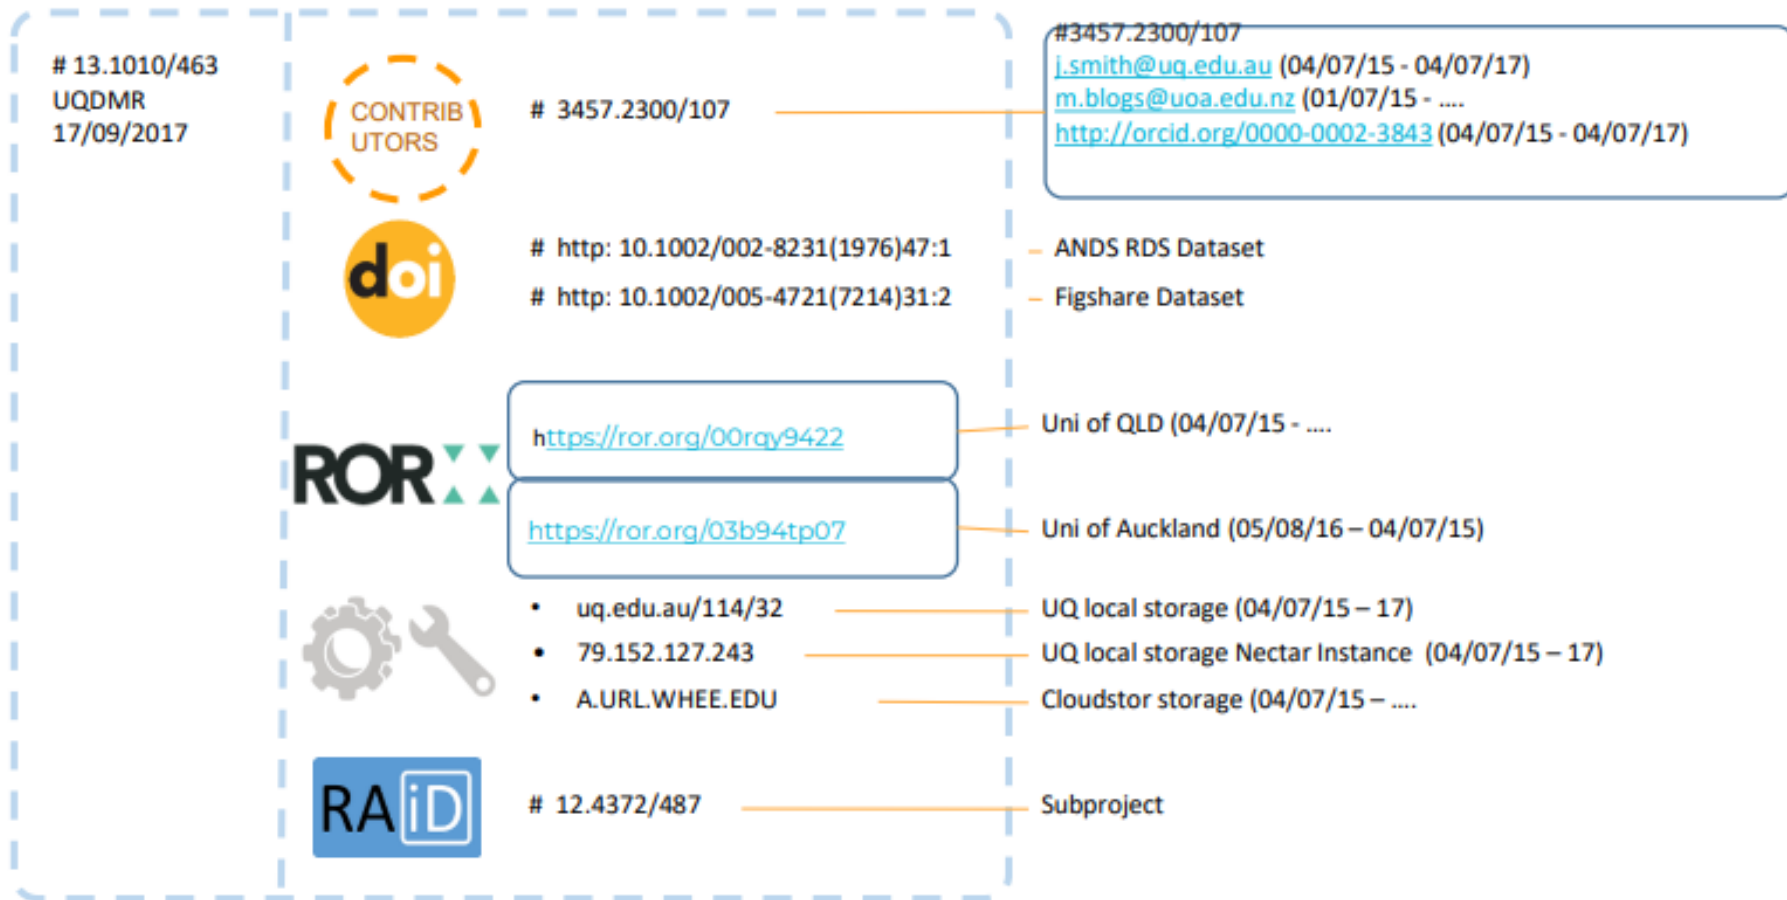 # 13.1010/463
UQDMR
17/09/2017
CONTRIB
UTORS
# 3457.2300/107
#3457.2300/107
j.smith@uq.edu.au (04/07/15 - 04/07/17)
m.blogs@uoa.edu.nz (01/07/15 - ....
http://orcid.org/0000-0002-3843 (04/07/15 - 04/07/17)
doi
# http: 10.1002/002-8231(1976)47:1
– ANDS RDS Dataset
# http: 10.1002/005-4721(7214)31:2
– Figshare Dataset
ROR
https://ror.org/00rqy9422
Uni of QLD (04/07/15 - ....
https://ror.org/03b94tp07
Uni of Auckland (05/08/16 – 04/07/15)
• uq.edu.au/114/32
UQ local storage (04/07/15 – 17)
• 79.152.127.243
UQ local storage Nectar Instance (04/07/15 – 17)
• A.URL.WHEE.EDU
Cloudstor storage (04/07/15 – ....
RAiD
# 12.4372/487
Subproject